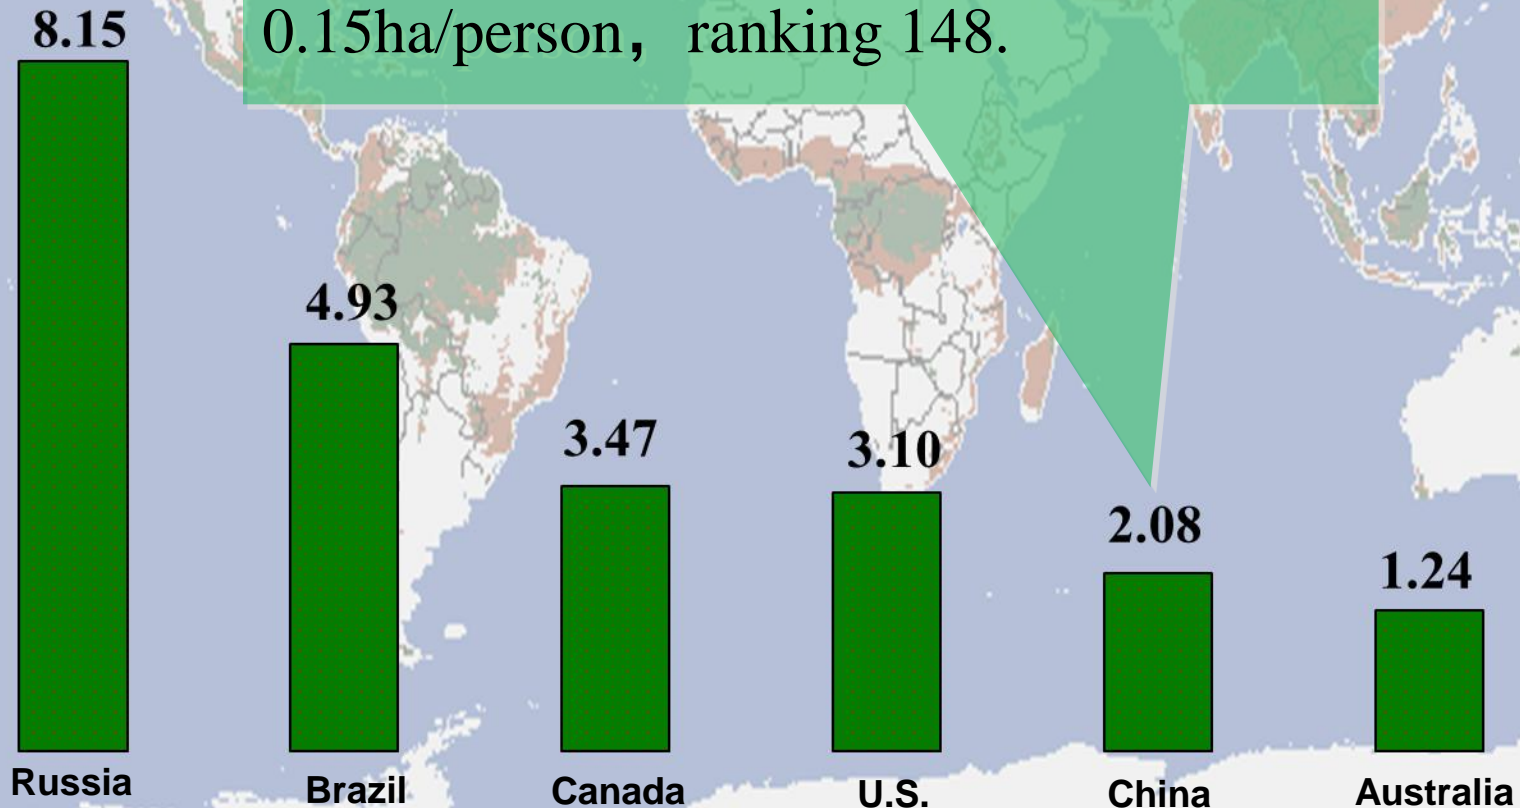 8.15
0.15ha/person，ranking 148.
4.93
3.47
3.10
2.08
1.24
Russia
Brazil
Canada
U.S.
China
Australia